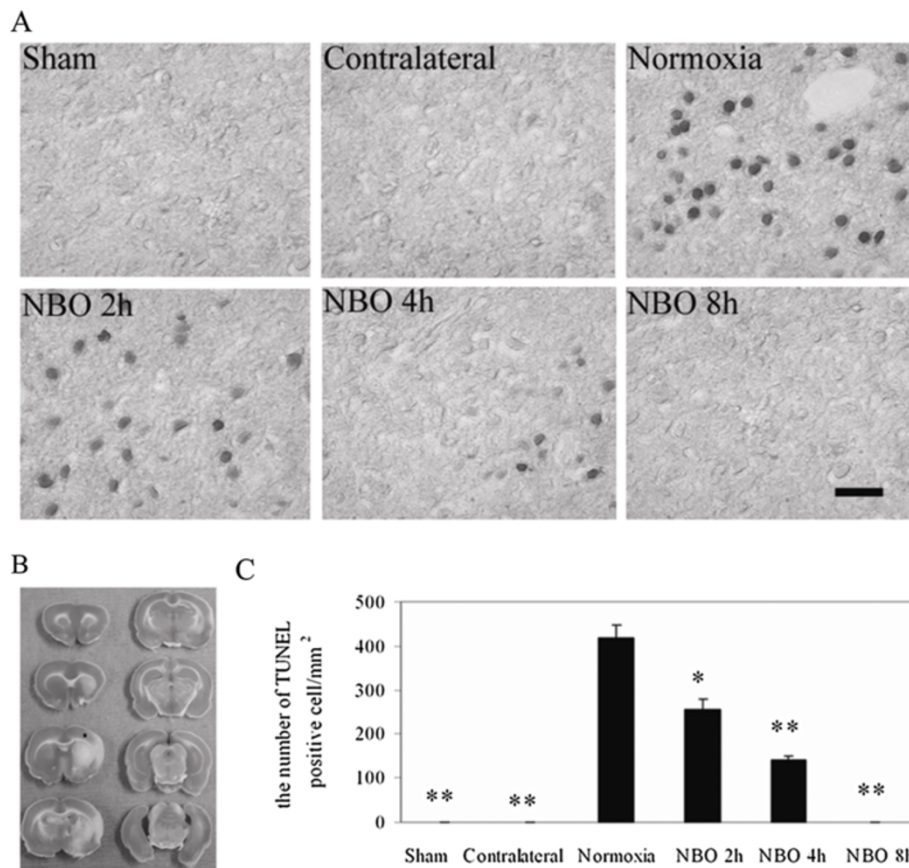 A
Sham
Contralateral
Normoxia
NBO 2h
NBO 4h
NBO 8h
B
C
the number of TUNEL
positive cell/mm²
500
400
300
200
100
0
**
**
*
**
**
Sham Contralateral Normoxia NBO 2h NBO 4h NBO 8h